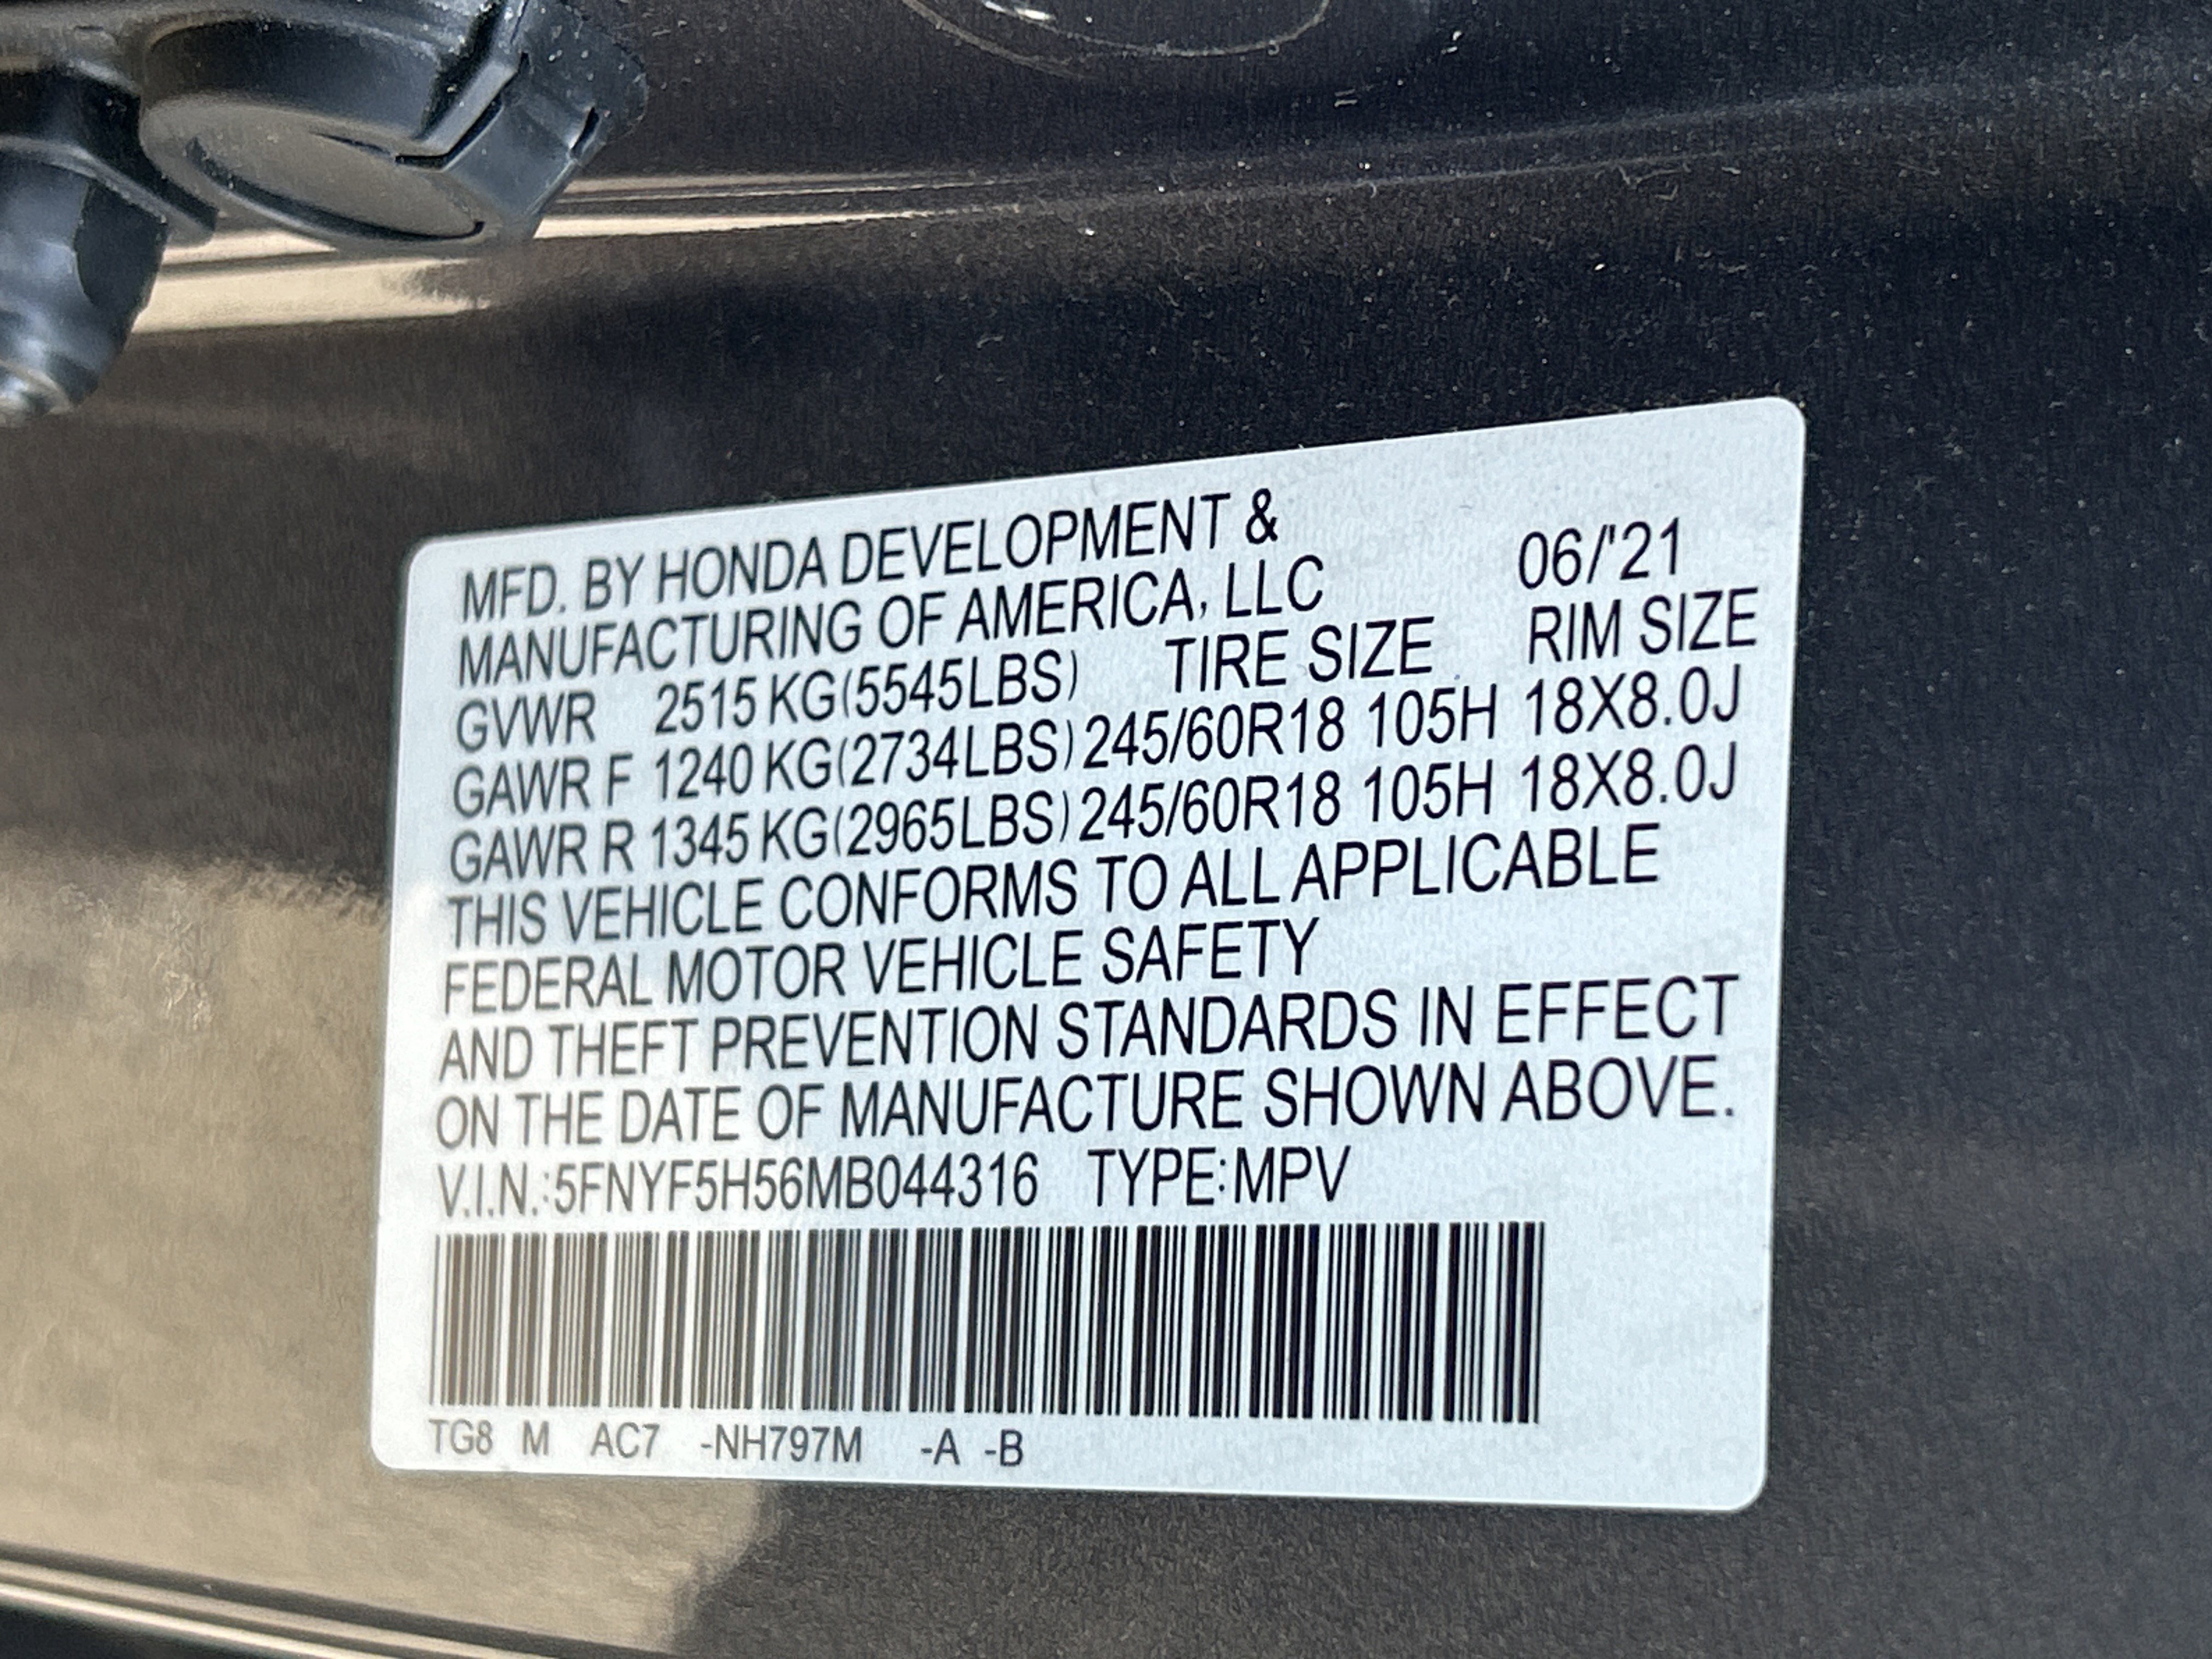 MFD. BY HONDA DEVELOPMENT &
MANUFACTURING OF AMERICA, LLC 06/'21
GVWR 2515 KG(5545LBS) TIRE SIZE RIM SIZE
GAWR F 1240 KG(2734LBS) 245/60R18 105H 18X8.0J
GAWR R 1345 KG(2965LBS) 245/60R18 105H 18X8.0J
THIS VEHICLE CONFORMS TO ALL APPLICABLE
FEDERAL MOTOR VEHICLE SAFETY
AND THEFT PREVENTION STANDARDS IN EFFECT
ON THE DATE OF MANUFACTURE SHOWN ABOVE.
V.I.N.:5FNYF5H56MB044316 TYPE:MPV
TG8 M AC7 -NH797M -A -B